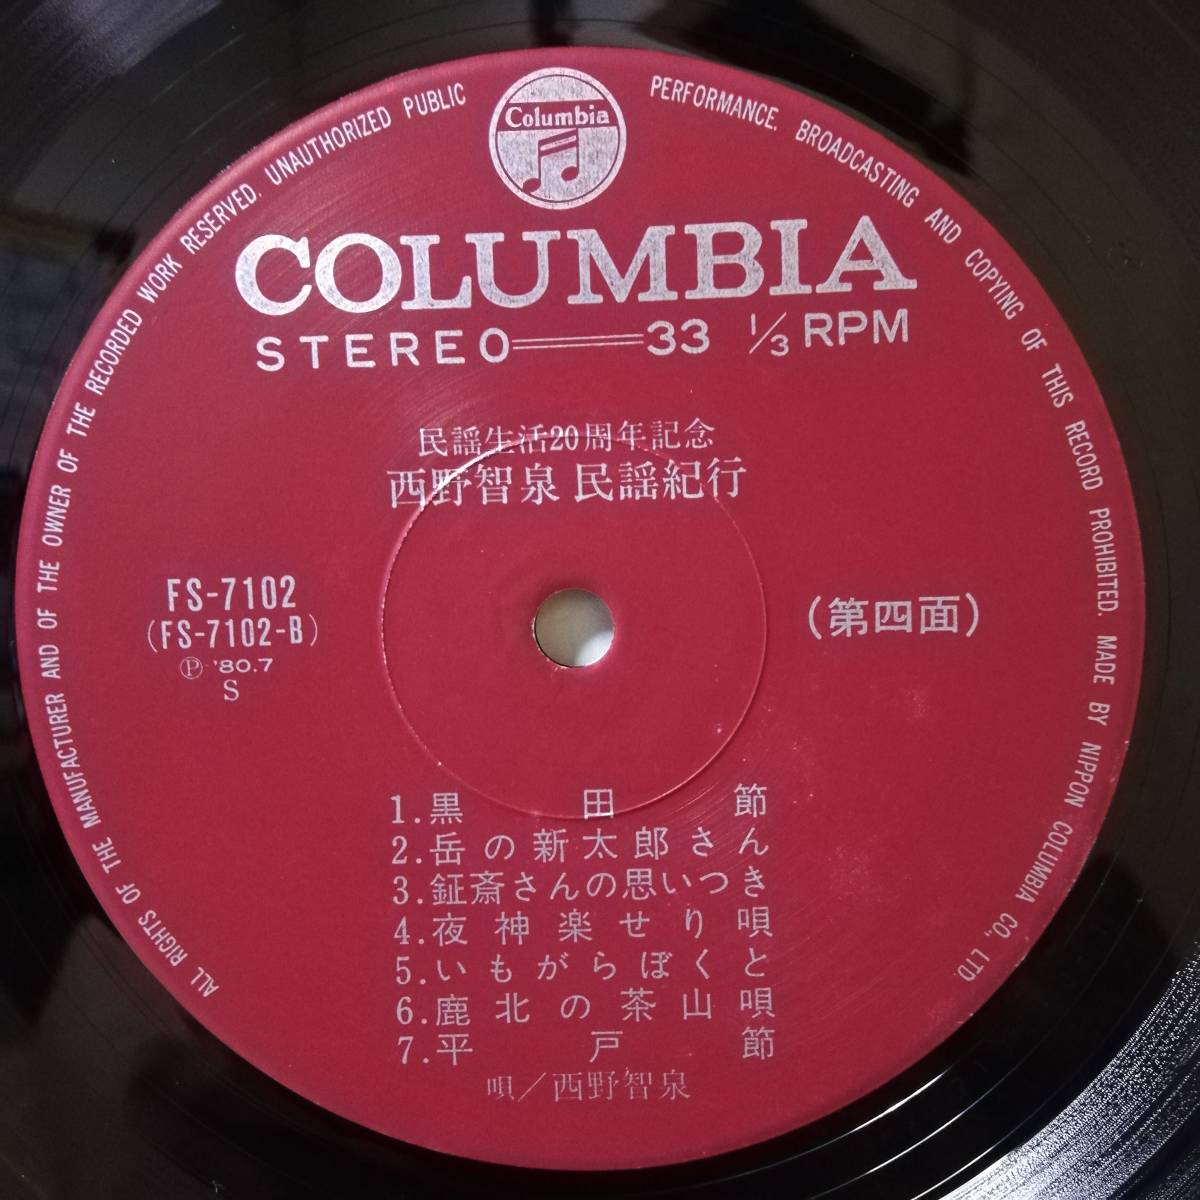 Columbia
COLUMBIA
STEREO 33 1/3 RPM
民謡生活20周年記念
西野智泉 民謡紀行
FS-7102
(FS-7102-B)
Ⓟ '80.7
S
(第四面)
1.黒田節
2.岳の新太郎さん
3.鉦斎さんの思いつき
4.夜神楽せり唄
5.いもがらぼくと
6.鹿北の茶山唄
7.平戸節
唄／西野智泉
ALL RIGHTS OF THE MANUFACTURER AND OF THE OWNER OF THE RECORDED WORK RESERVED. UNAUTHORIZED PUBLIC PERFORMANCE. BROADCASTING AND COPYING OF THIS RECORD PROHIBITED. MADE BY NIPPON COLUMBIA CO., LTD.